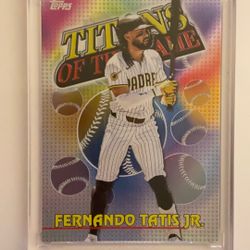 TOPPS
TITANS
OF THE GAME
PADRES
FERNANDO TATIS JR.